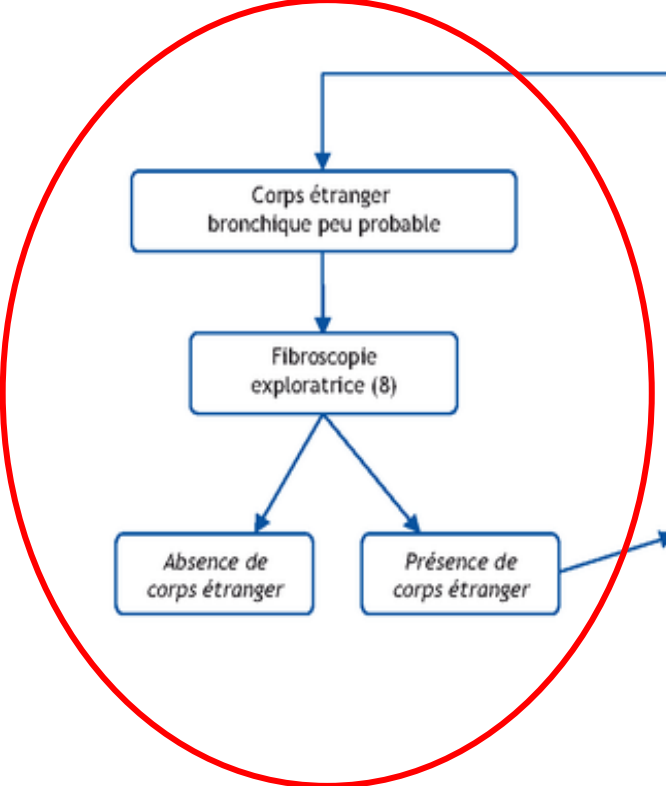 Corps étranger
bronchique peu probable
Fibroscopie
exploratrice (8)
Absence de
corps étranger
Présence de
corps étranger